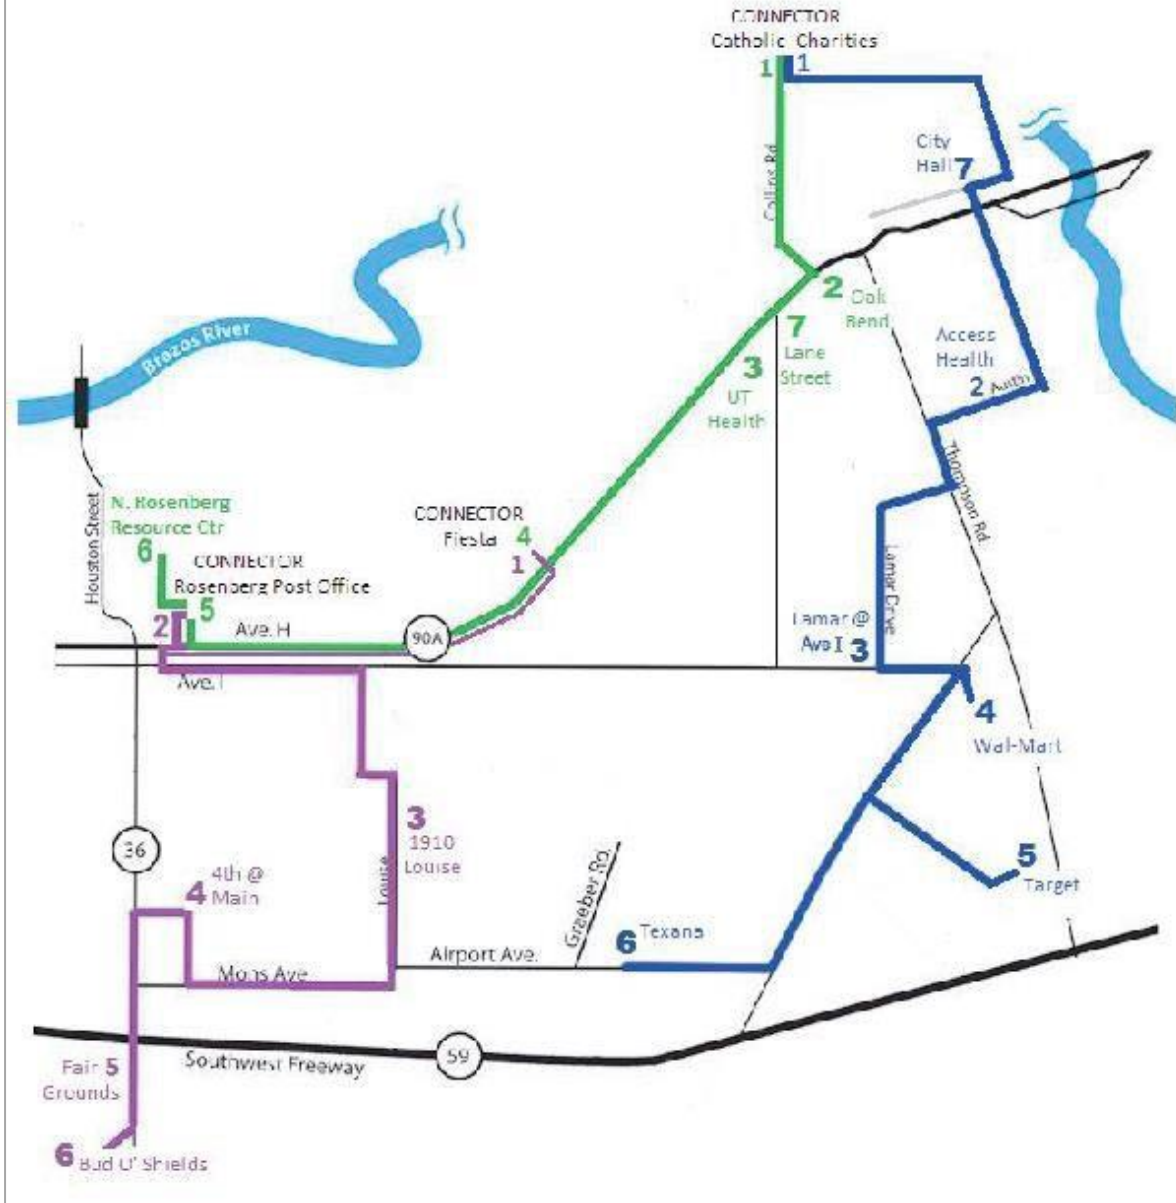 CONNECTOR
Catholic Charities
1
1
City
Hall 7
Collins Rd
2
Oak
Bend
7
Lane
Street
3
UT
Health
Access
Health
2
Brazos River
Thompson Rd
N. Rosenberg
Resource Ctr
6
CONNECTOR
Fiesta
4
1
Houston Street
CONNECTOR
Rosenberg Post Office
5
2
Ave. H
90A
Lamar Drive
Lamar @
Ave I 3
Ave. I
4
Wal-Mart
3
1910
Louise
Louise
36
4th @
4 Main
5
Target
Graeber Rd.
6 Texana
Airport Ave.
Mons Ave
59
Southwest Freeway
Fair 5
Grounds
6 Bud O' Shields